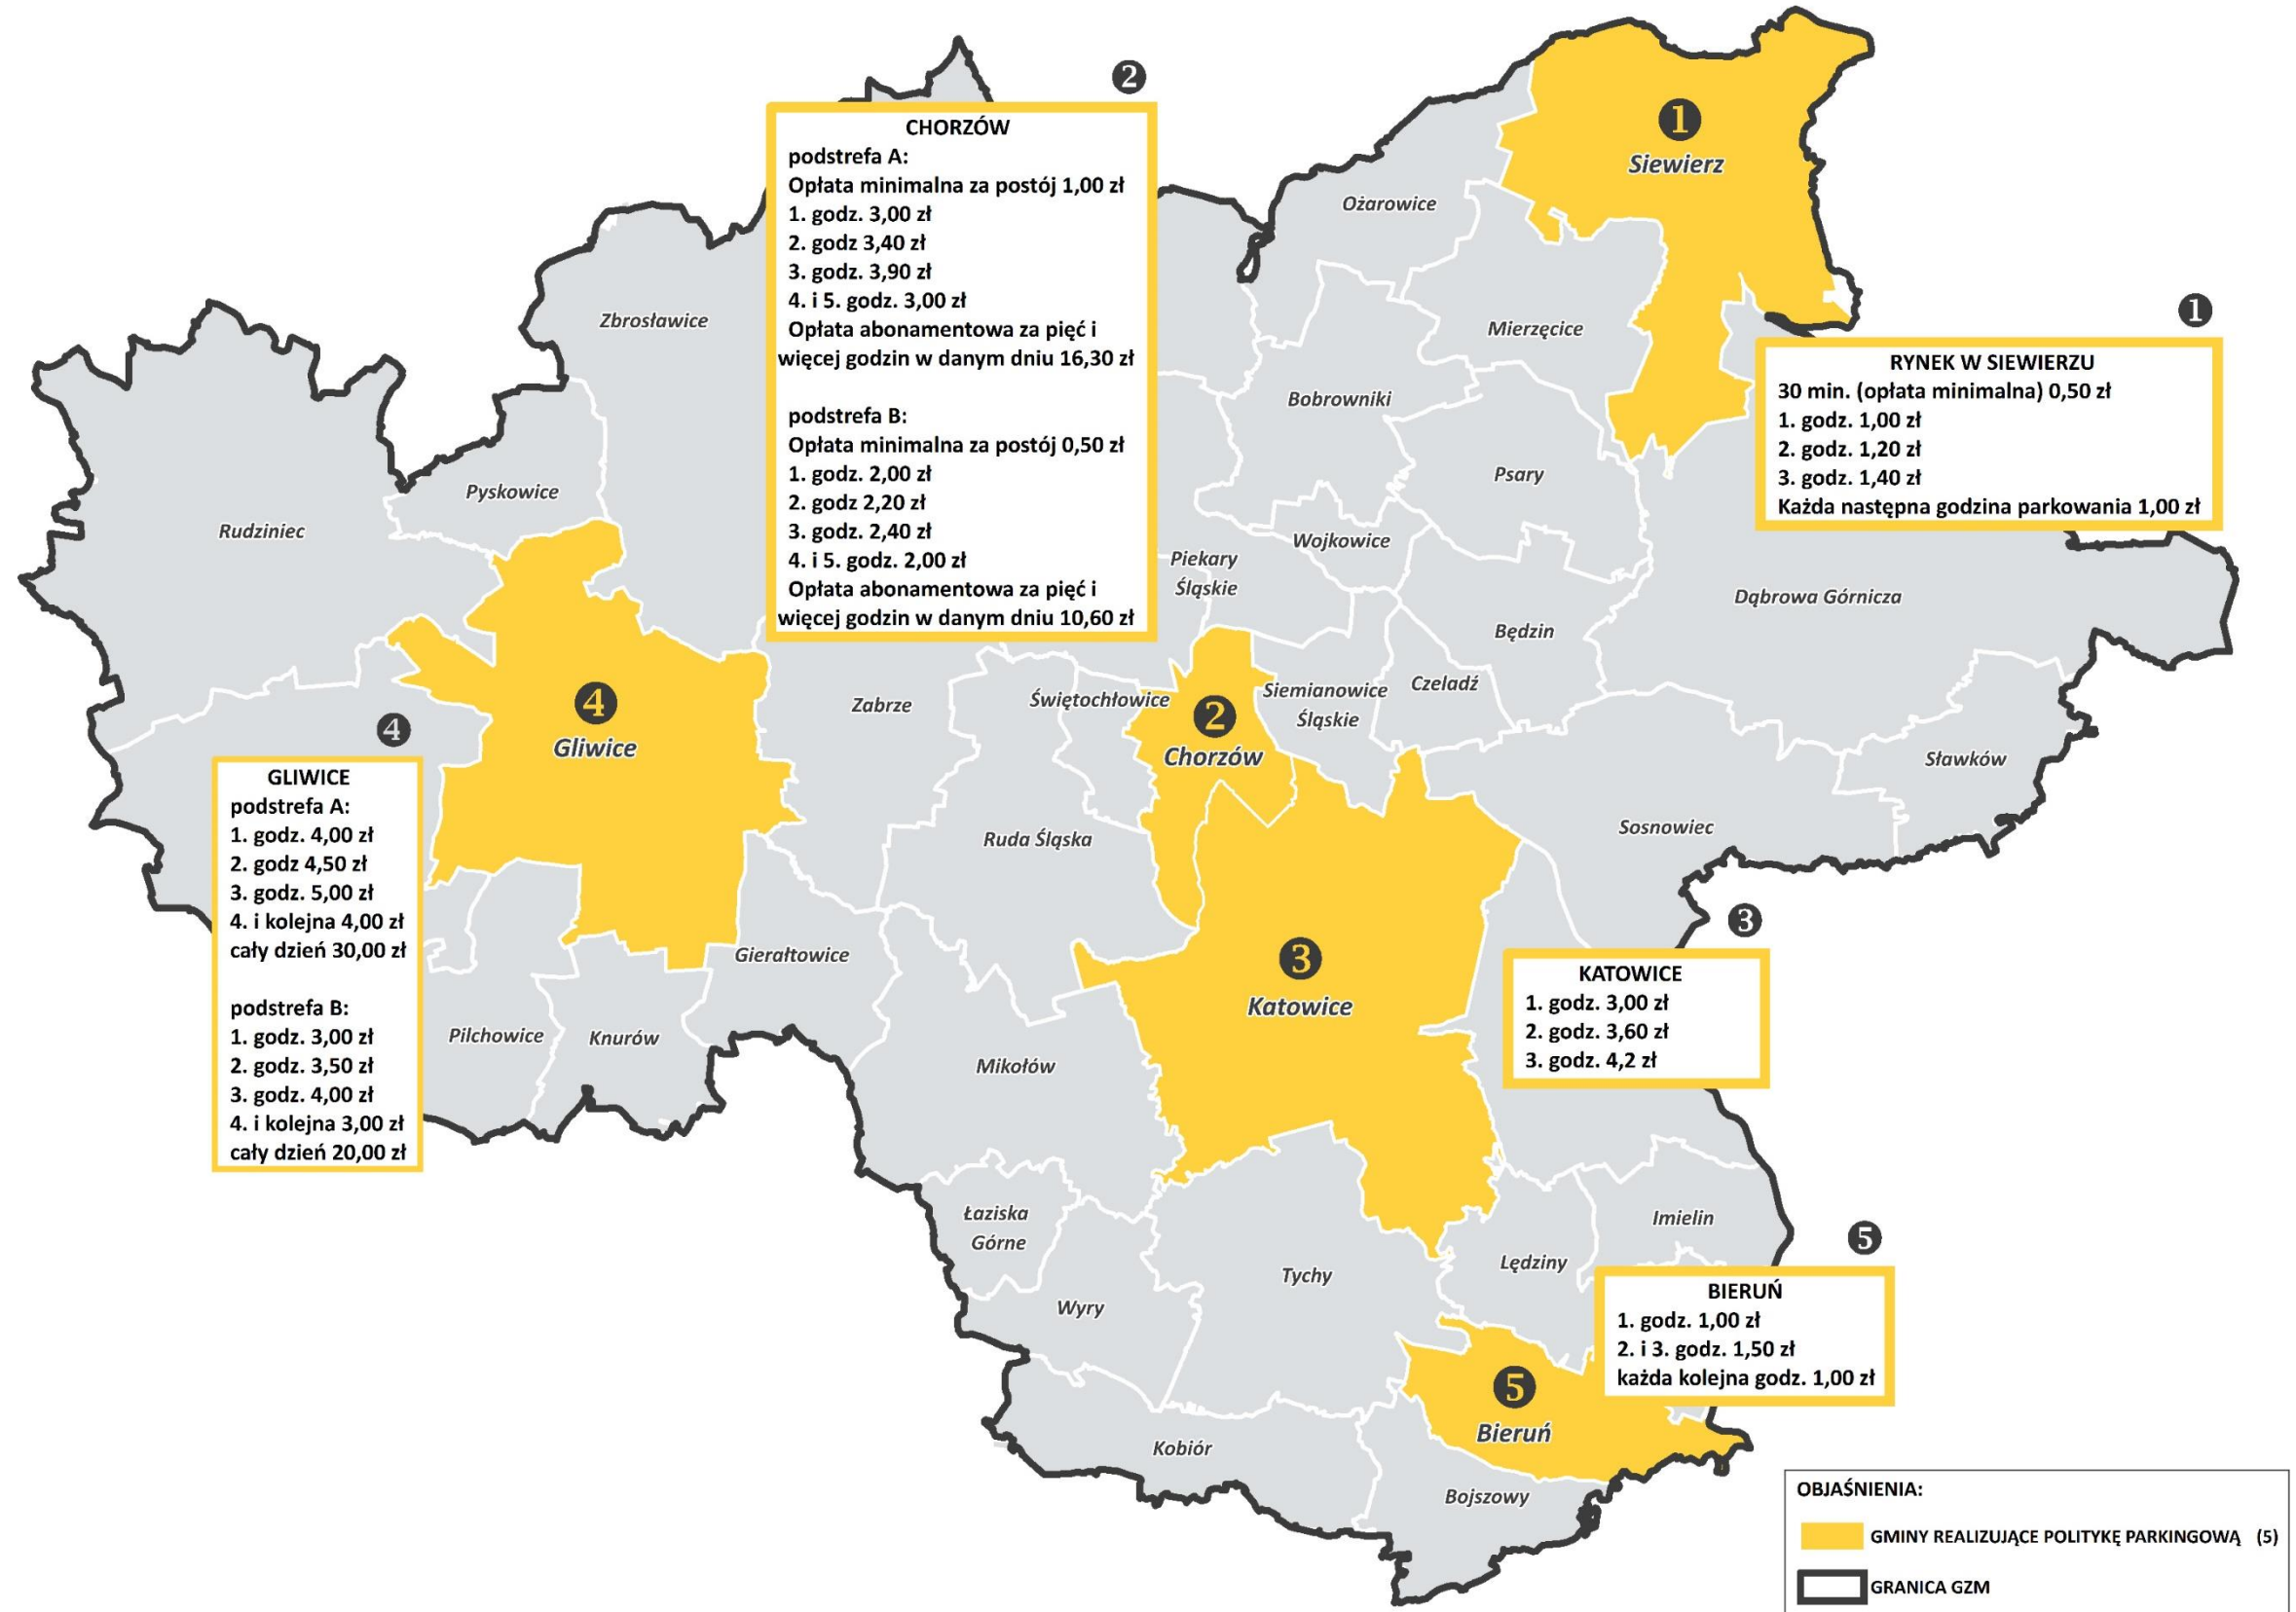 2
CHORZÓW
podstrefa A:
Opłata minimalna za postój 1,00 zł
1. godz. 3,00 zł
2. godz 3,40 zł
3. godz. 3,90 zł
4. i 5. godz. 3,00 zł
Opłata abonamentowa za pięć i
więcej godzin w danym dniu 16,30 zł
podstrefa B:
Opłata minimalna za postój 0,50 zł
1. godz. 2,00 zł
2. godz 2,20 zł
3. godz. 2,40 zł
4. i 5. godz. 2,00 zł
Opłata abonamentowa za pięć i
więcej godzin w danym dniu 10,60 zł
1
Siewierz
Ożarowice
Zbrosławice
Mierzęcice
1
RYNEK W SIEWIERZU
30 min. (opłata minimalna) 0,50 zł
1. godz. 1,00 zł
2. godz. 1,20 zł
3. godz. 1,40 zł
Każda następna godzina parkowania 1,00 zł
Bobrowniki
Psary
Pyskowice
Rudziniec
Wojkowice
Piekary
Śląskie
Dąbrowa Górnicza
Będzin
4
Gliwice
Zabrze
Świętochłowice
2
Chorzów
Siemianowice
Śląskie
Czeladź
Sławków
Sosnowiec
Ruda Śląska
4
GLIWICE
podstrefa A:
1. godz. 4,00 zł
2. godz 4,50 zł
3. godz. 5,00 zł
4. i kolejna 4,00 zł
cały dzień 30,00 zł
podstrefa B:
1. godz. 3,00 zł
2. godz. 3,50 zł
3. godz. 4,00 zł
4. i kolejna 3,00 zł
cały dzień 20,00 zł
Gierałtowice
Pilchowice
Knurów
3
Katowice
3
KATOWICE
1. godz. 3,00 zł
2. godz. 3,60 zł
3. godz. 4,2 zł
Mikołów
Łaziska
Górne
Imielin
Lędziny
Tychy
Wyry
5
BIERUŃ
1. godz. 1,00 zł
2. i 3. godz. 1,50 zł
każda kolejna godz. 1,00 zł
5
Bieruń
Kobiór
Bojszowy
OBJAŚNIENIA:
GMINY REALIZUJĄCE POLITYKĘ PARKINGOWĄ (5)
GRANICA GZM